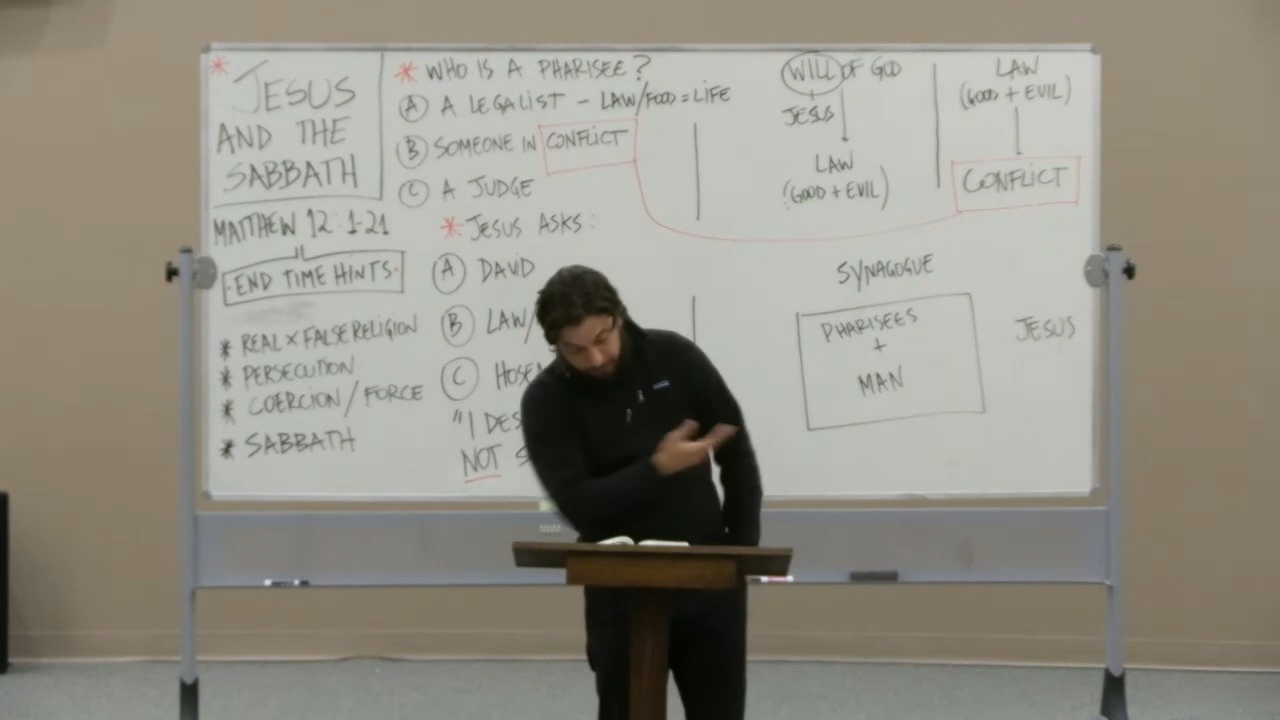 * JESUS
AND THE
SABBATH
MATTHEW 12:1-21
END TIME HINTS
* REAL x FALSE RELIGION
* PERSECUTION
* COERCION/FORCE
* SABBATH
* WHO IS A PHARISEE?
A A LEGALIST - LAW/FOOD = LIFE
B SOMEONE IN CONFLICT
C A JUDGE
* JESUS ASKS:
A DAVID
B LAW/
C
"I
NOT
WILL OF GOD
JESUS
LAW
(GOOD + EVIL)
LAW
(GOOD + EVIL)
CONFLICT
SYNAGOGUE
PHARISEES
+
MAN
JESUS